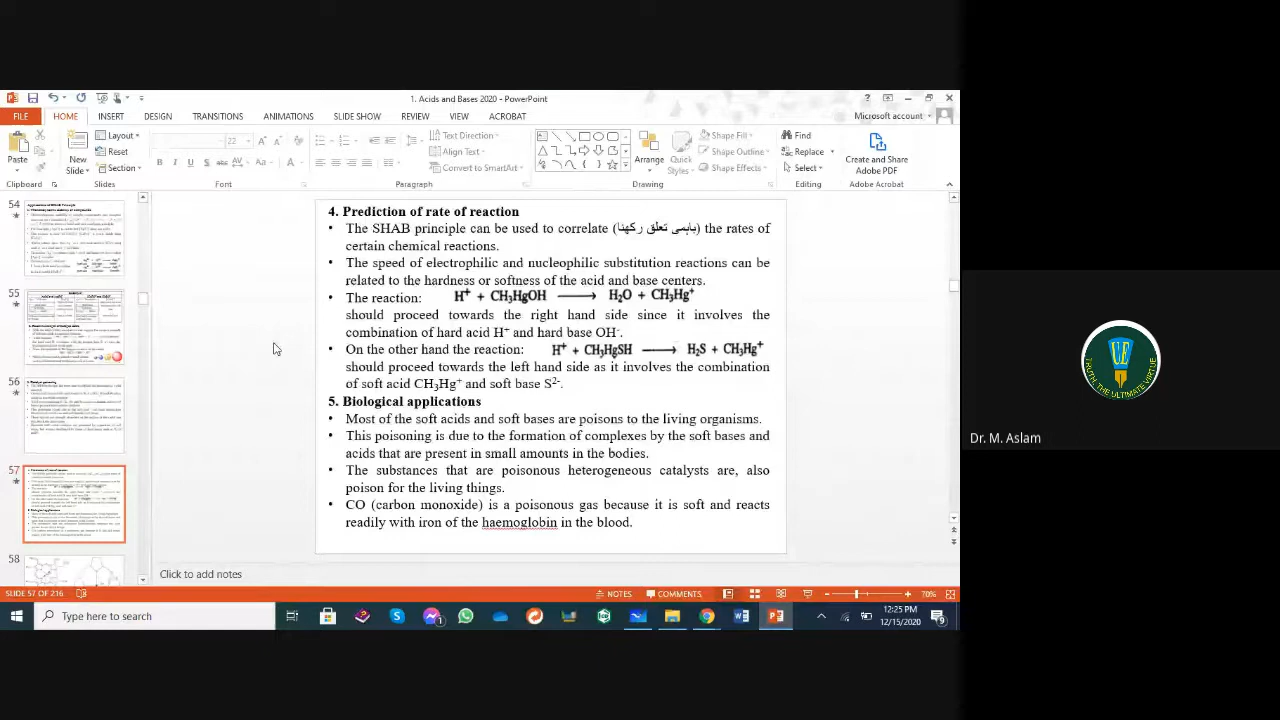 1. Acids and Bases 2020 - PowerPoint
FILE HOME INSERT DESIGN TRANSITIONS ANIMATIONS SLIDE SHOW REVIEW VIEW ACROBAT Microsoft account
Paste
New Slide
Layout
Reset
Section
22
Text Direction
Align Text
Convert to SmartArt
Arrange
Quick Styles
Shape Fill
Shape Outline
Shape Effects
Find
Replace
Select
Create and Share Adobe PDF
Clipboard Slides Font Paragraph Drawing Editing Adobe Acrobat
54
55
56
57
58
4. Prediction of rate of reaction
• The SHAB principle can be used to correlate (باہمی تعلق رکھنا) the rates of
certain chemical reactions.
• The speed of electrophilic and nucleophilic substitution reactions can be
related to the hardness or softness of the acid and base centers.
• The reaction: H⁺ + CH₃HgOH ⟶ H₂O + CH₃Hg⁺
should proceed towards the right hand side since it involves the
combination of hard acid H⁺ and hard base OH⁻.
• On the other hand the reaction: H⁺ + CH₃HgSH ⟶ H₂S + CH₃Hg⁺
should proceed towards the left hand side as it involves the combination
of soft acid CH₃Hg⁺ and soft base S²⁻.
5. Biological applications
• Most of the soft acids and soft bases are poisons to the living organisms.
• This poisoning is due to the formation of complexes by the soft bases and
acids that are present in small amounts in the bodies.
• The substances that are poisonous heterogeneous catalysts are also
poison for the living beings.
• CO (carbon monoxide) is a poisonous gas because it is soft and reacts
readily with iron of haemoglobin in the blood.
Click to add notes
SLIDE 57 OF 216 NOTES COMMENTS 70%
Type here to search
12:25 PM
12/15/2020
Dr. M. Aslam